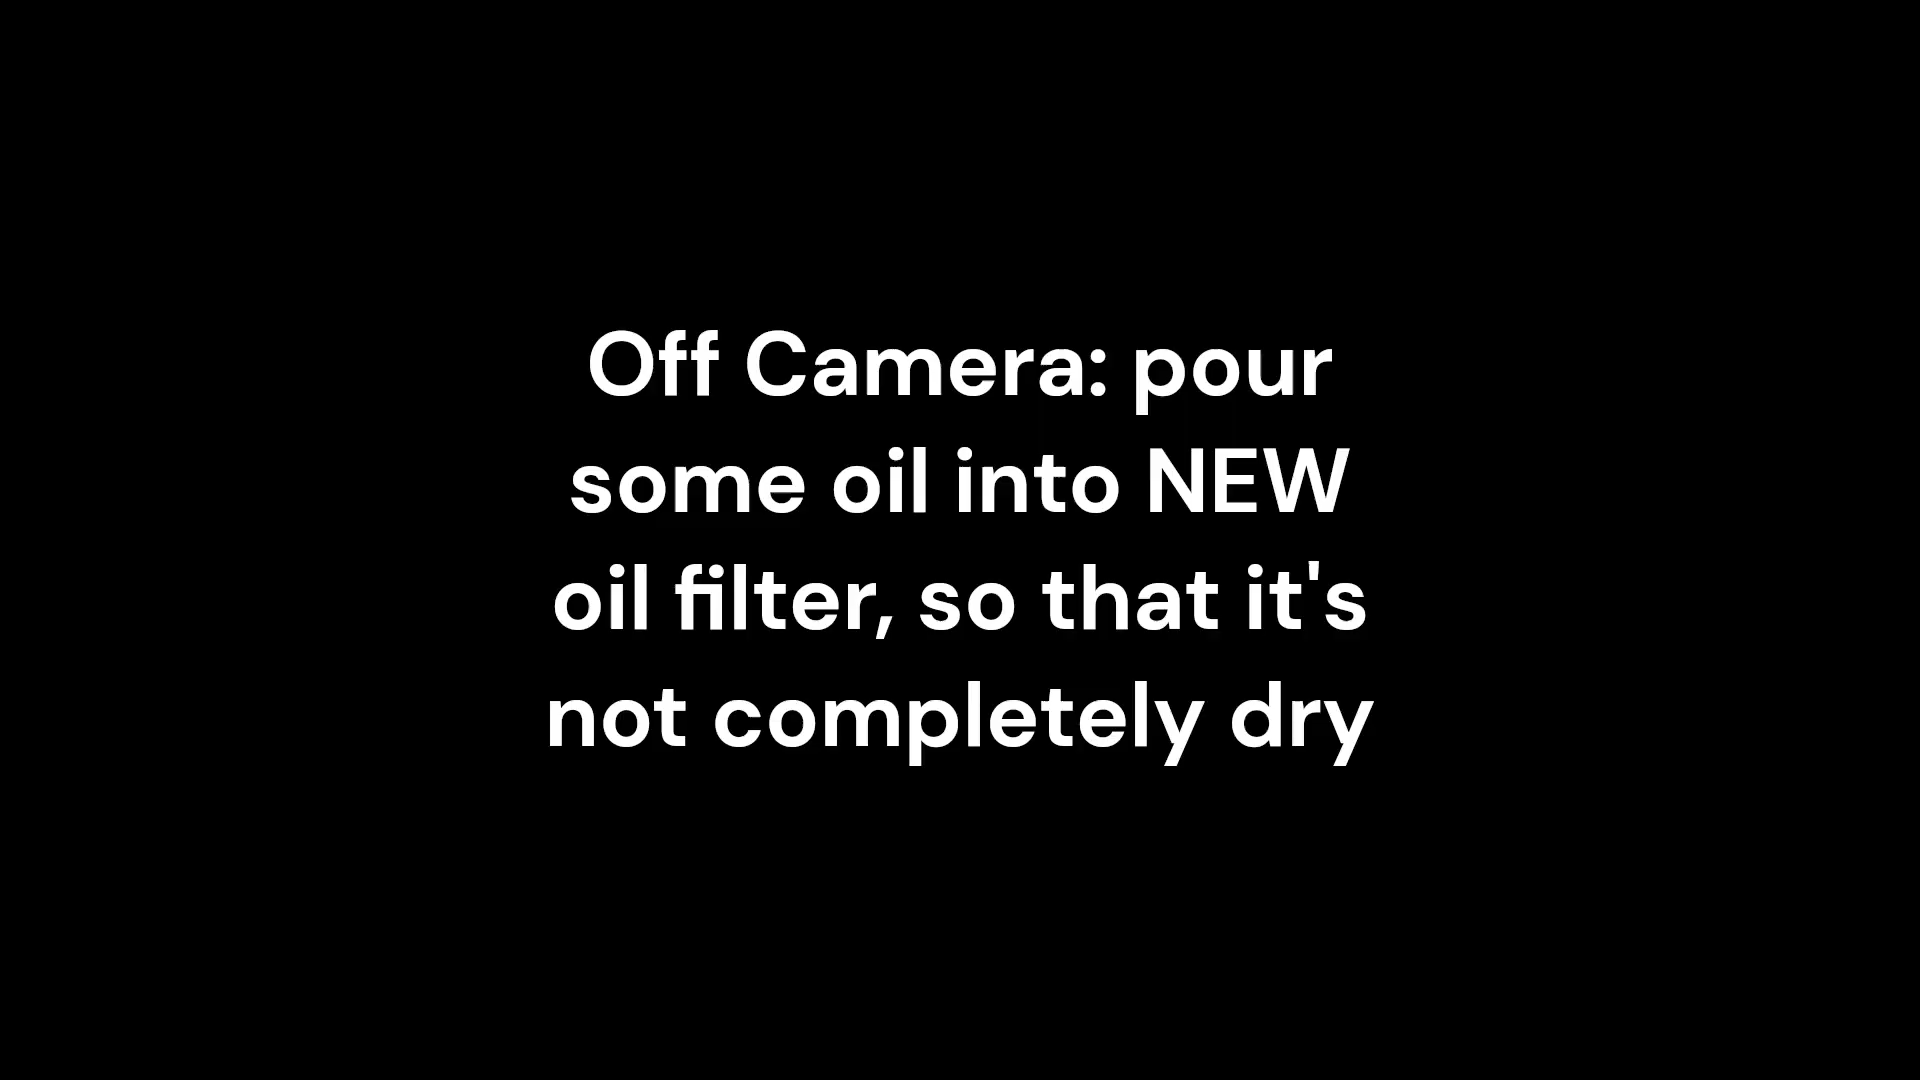 Off Camera: pour
some oil into NEW
oil filter, so that it's
not completely dry